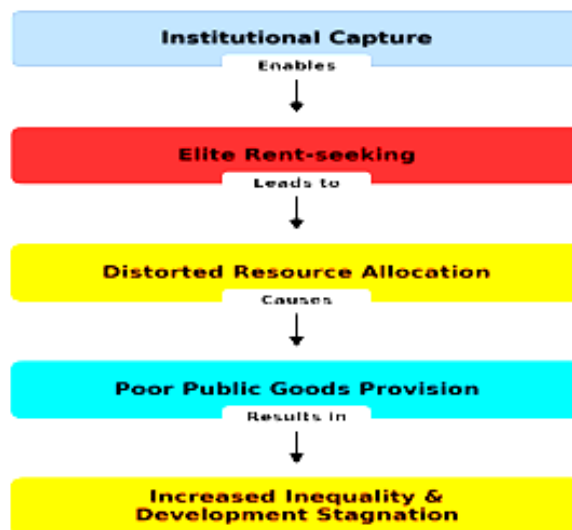 Institutional Capture
Enables
Elite Rent-seeking
Leads to
Distorted Resource Allocation
Causes
Poor Public Goods Provision
Results in
Increased Inequality &
Development Stagnation